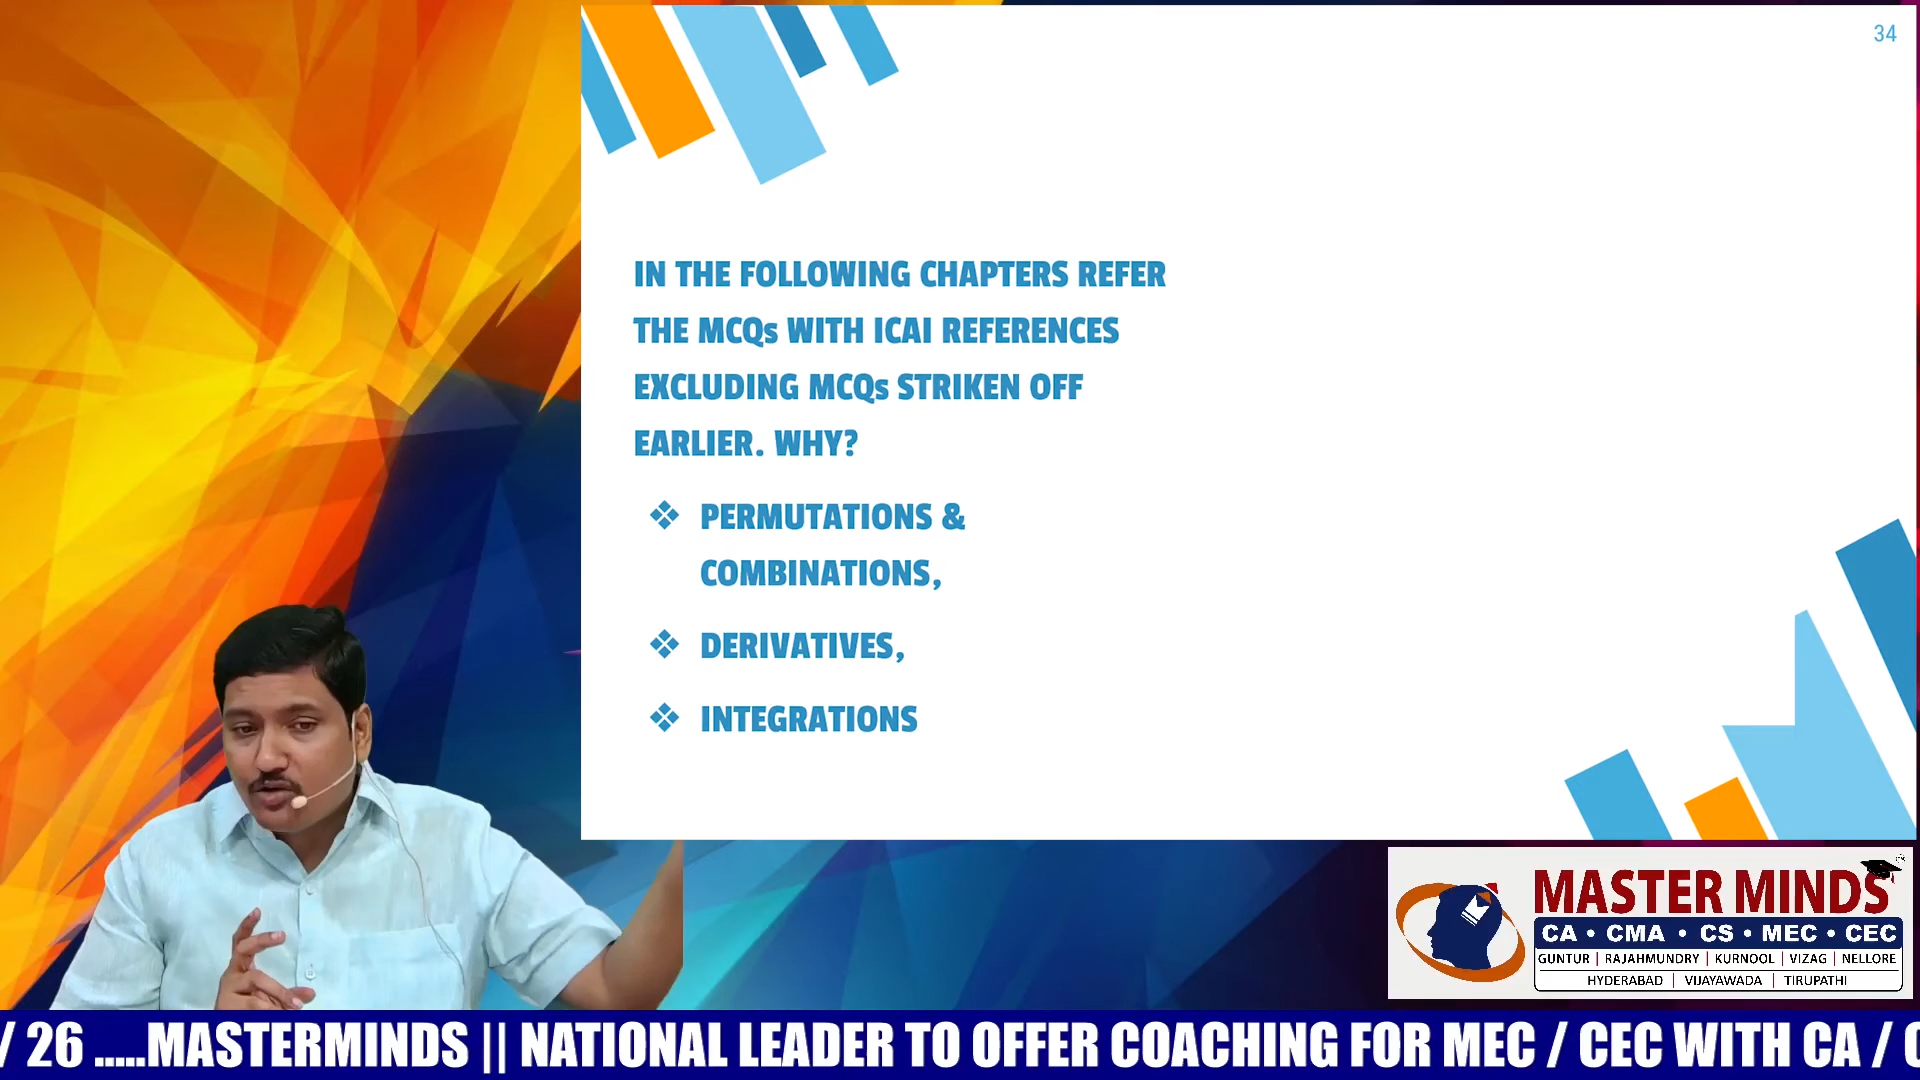 34
IN THE FOLLOWING CHAPTERS REFER
THE MCQs WITH ICAI REFERENCES
EXCLUDING MCQs STRIKEN OFF
EARLIER. WHY?
❖ PERMUTATIONS &
COMBINATIONS,
❖ DERIVATIVES,
❖ INTEGRATIONS
MASTER MINDS
CA • CMA • CS • MEC • CEC
GUNTUR | RAJAHMUNDRY | KURNOOL | VIZAG | NELLORE
HYDERABAD | VIJAYAWADA | TIRUPATHI
/ 26 .....MASTERMINDS || NATIONAL LEADER TO OFFER COACHING FOR MEC / CEC WITH CA /